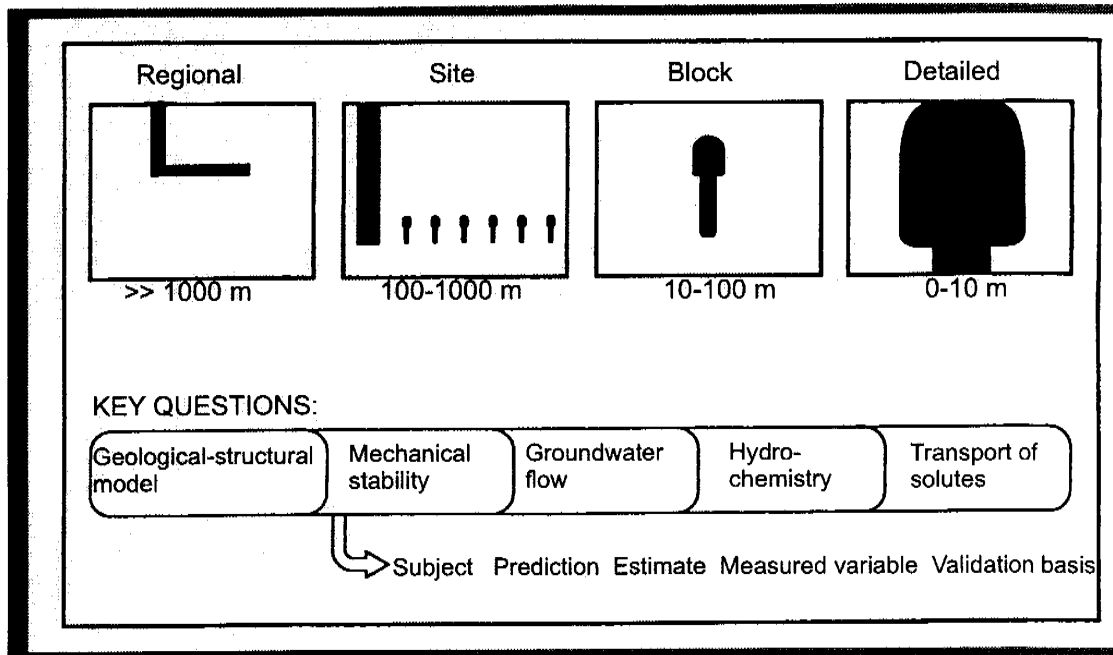 Regional Site Block Detailed
>> 1000 m 100-1000 m 10-100 m 0-10 m
KEY QUESTIONS:
Geological-structural
model
Mechanical
stability
Groundwater
flow
Hydro-
chemistry
Transport of
solutes
Subject Prediction Estimate Measured variable Validation basis